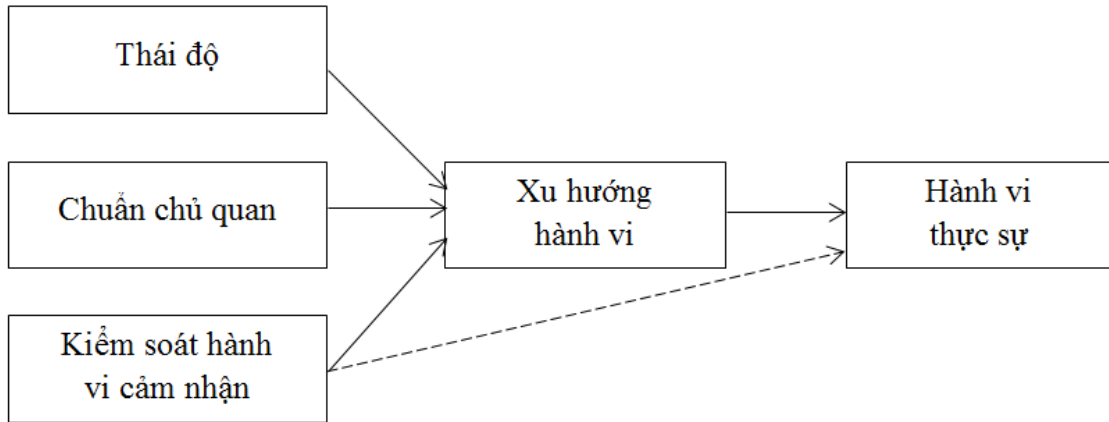 Thái độ
Chuẩn chủ quan
Xu hướng
hành vi
Hành vi
thực sự
Kiểm soát hành
vi cảm nhận